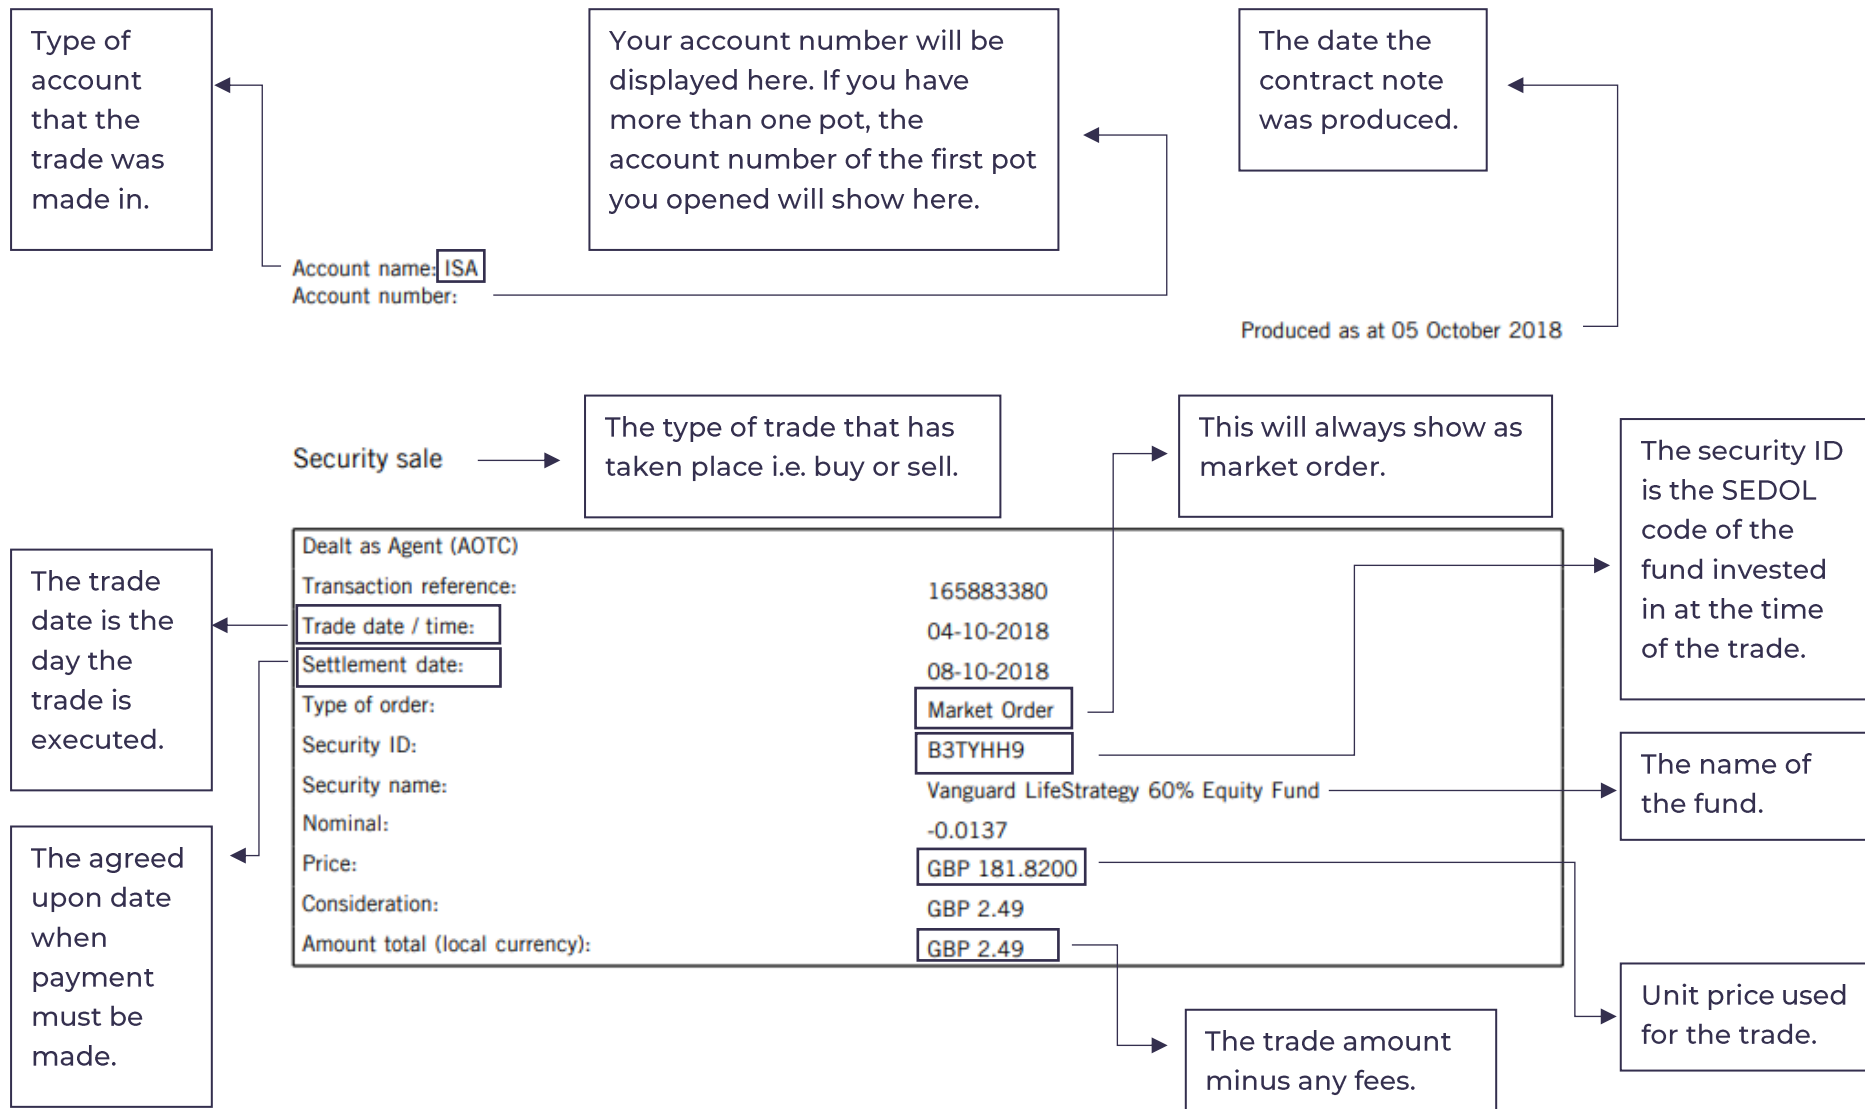 Type of
account
that the
trade was
made in.
Your account number will be
displayed here. If you have
more than one pot, the
account number of the first pot
you opened will show here.
The date the
contract note
was produced.
Account name: ISA
Account number:
Produced as at 05 October 2018
Security sale
The type of trade that has
taken place i.e. buy or sell.
This will always show as
market order.
The security ID
is the SEDOL
code of the
fund invested
in at the time
of the trade.
The trade
date is the
day the
trade is
executed.
Dealt as Agent (AOTC)
Transaction reference: 165883380
Trade date / time: 04-10-2018
Settlement date: 08-10-2018
Type of order: Market Order
Security ID: B3TYHH9
Security name: Vanguard LifeStrategy 60% Equity Fund
Nominal: -0.0137
Price: GBP 181.8200
Consideration: GBP 2.49
Amount total (local currency): GBP 2.49
The name of
the fund.
The agreed
upon date
when
payment
must be
made.
Unit price used
for the trade.
The trade amount
minus any fees.